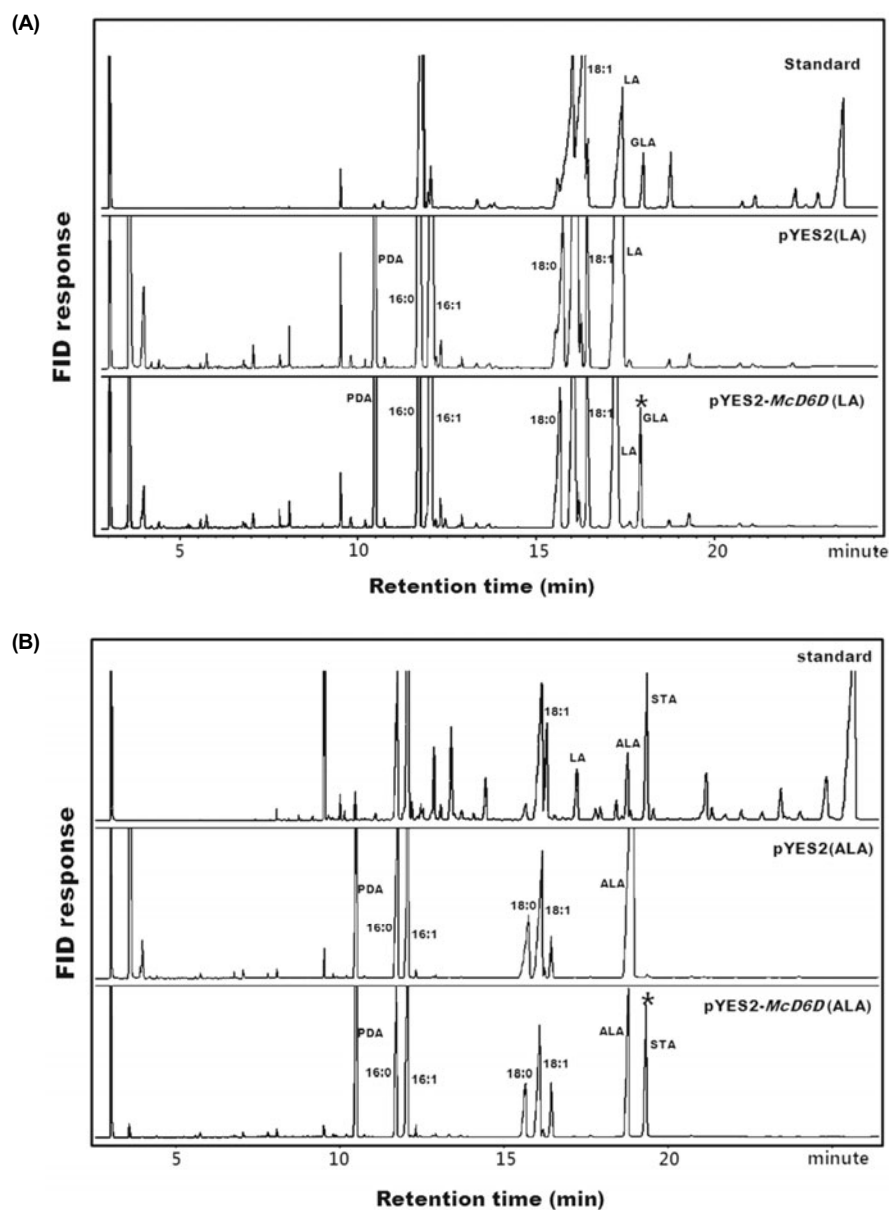 (A)
Standard
18:1
LA
GLA
pYES2(LA)
PDA
16:0
16:1
18:0
18:1
LA
pYES2-McD6D (LA)
PDA
16:0
16:1
18:0
18:1
LA
*
GLA
FID response
5 10 15 20 minute
Retention time (min)
(B)
standard
18:1
LA
ALA
STA
pYES2(ALA)
PDA
16:0
16:1
18:0
18:1
ALA
pYES2-McD6D(ALA)
PDA
16:0
16:1
18:0
18:1
ALA
*
STA
FID response
5 10 15 20 minute
Retention time (min)